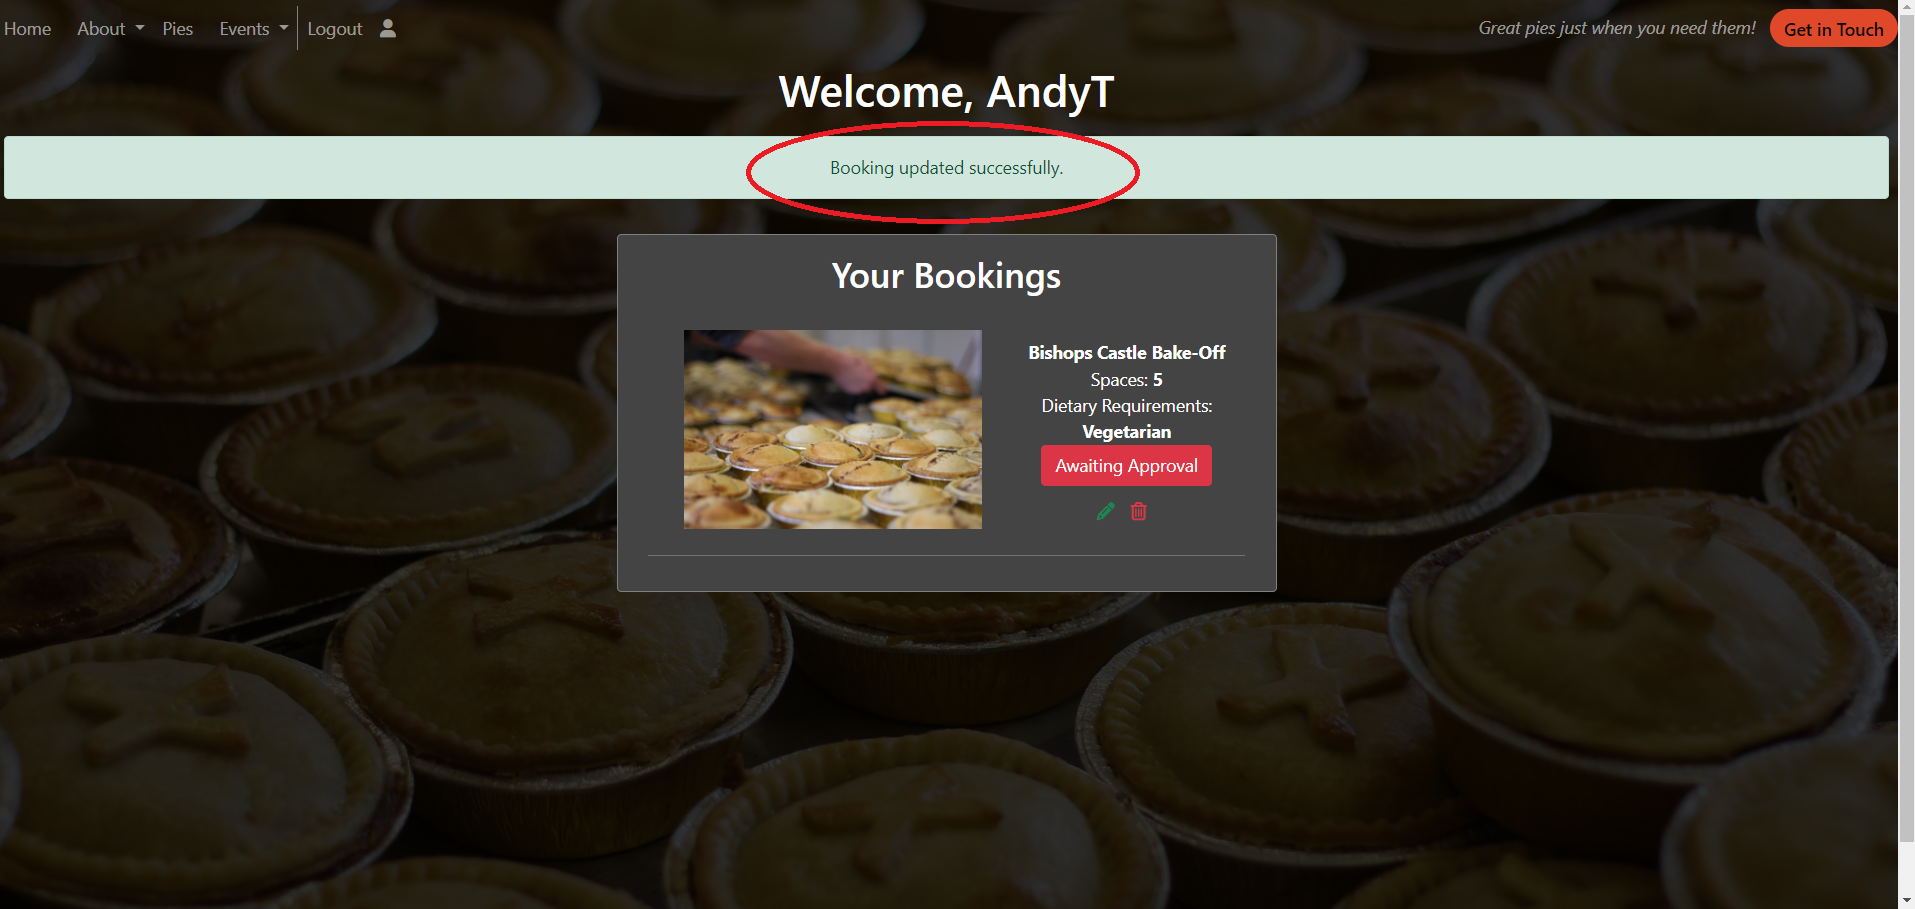 Home About Pies Events Logout Great pies just when you need them! Get in Touch
Welcome, AndyT
Booking updated successfully.
Your Bookings
Bishops Castle Bake-Off
Spaces: 5
Dietary Requirements:
Vegetarian
Awaiting Approval